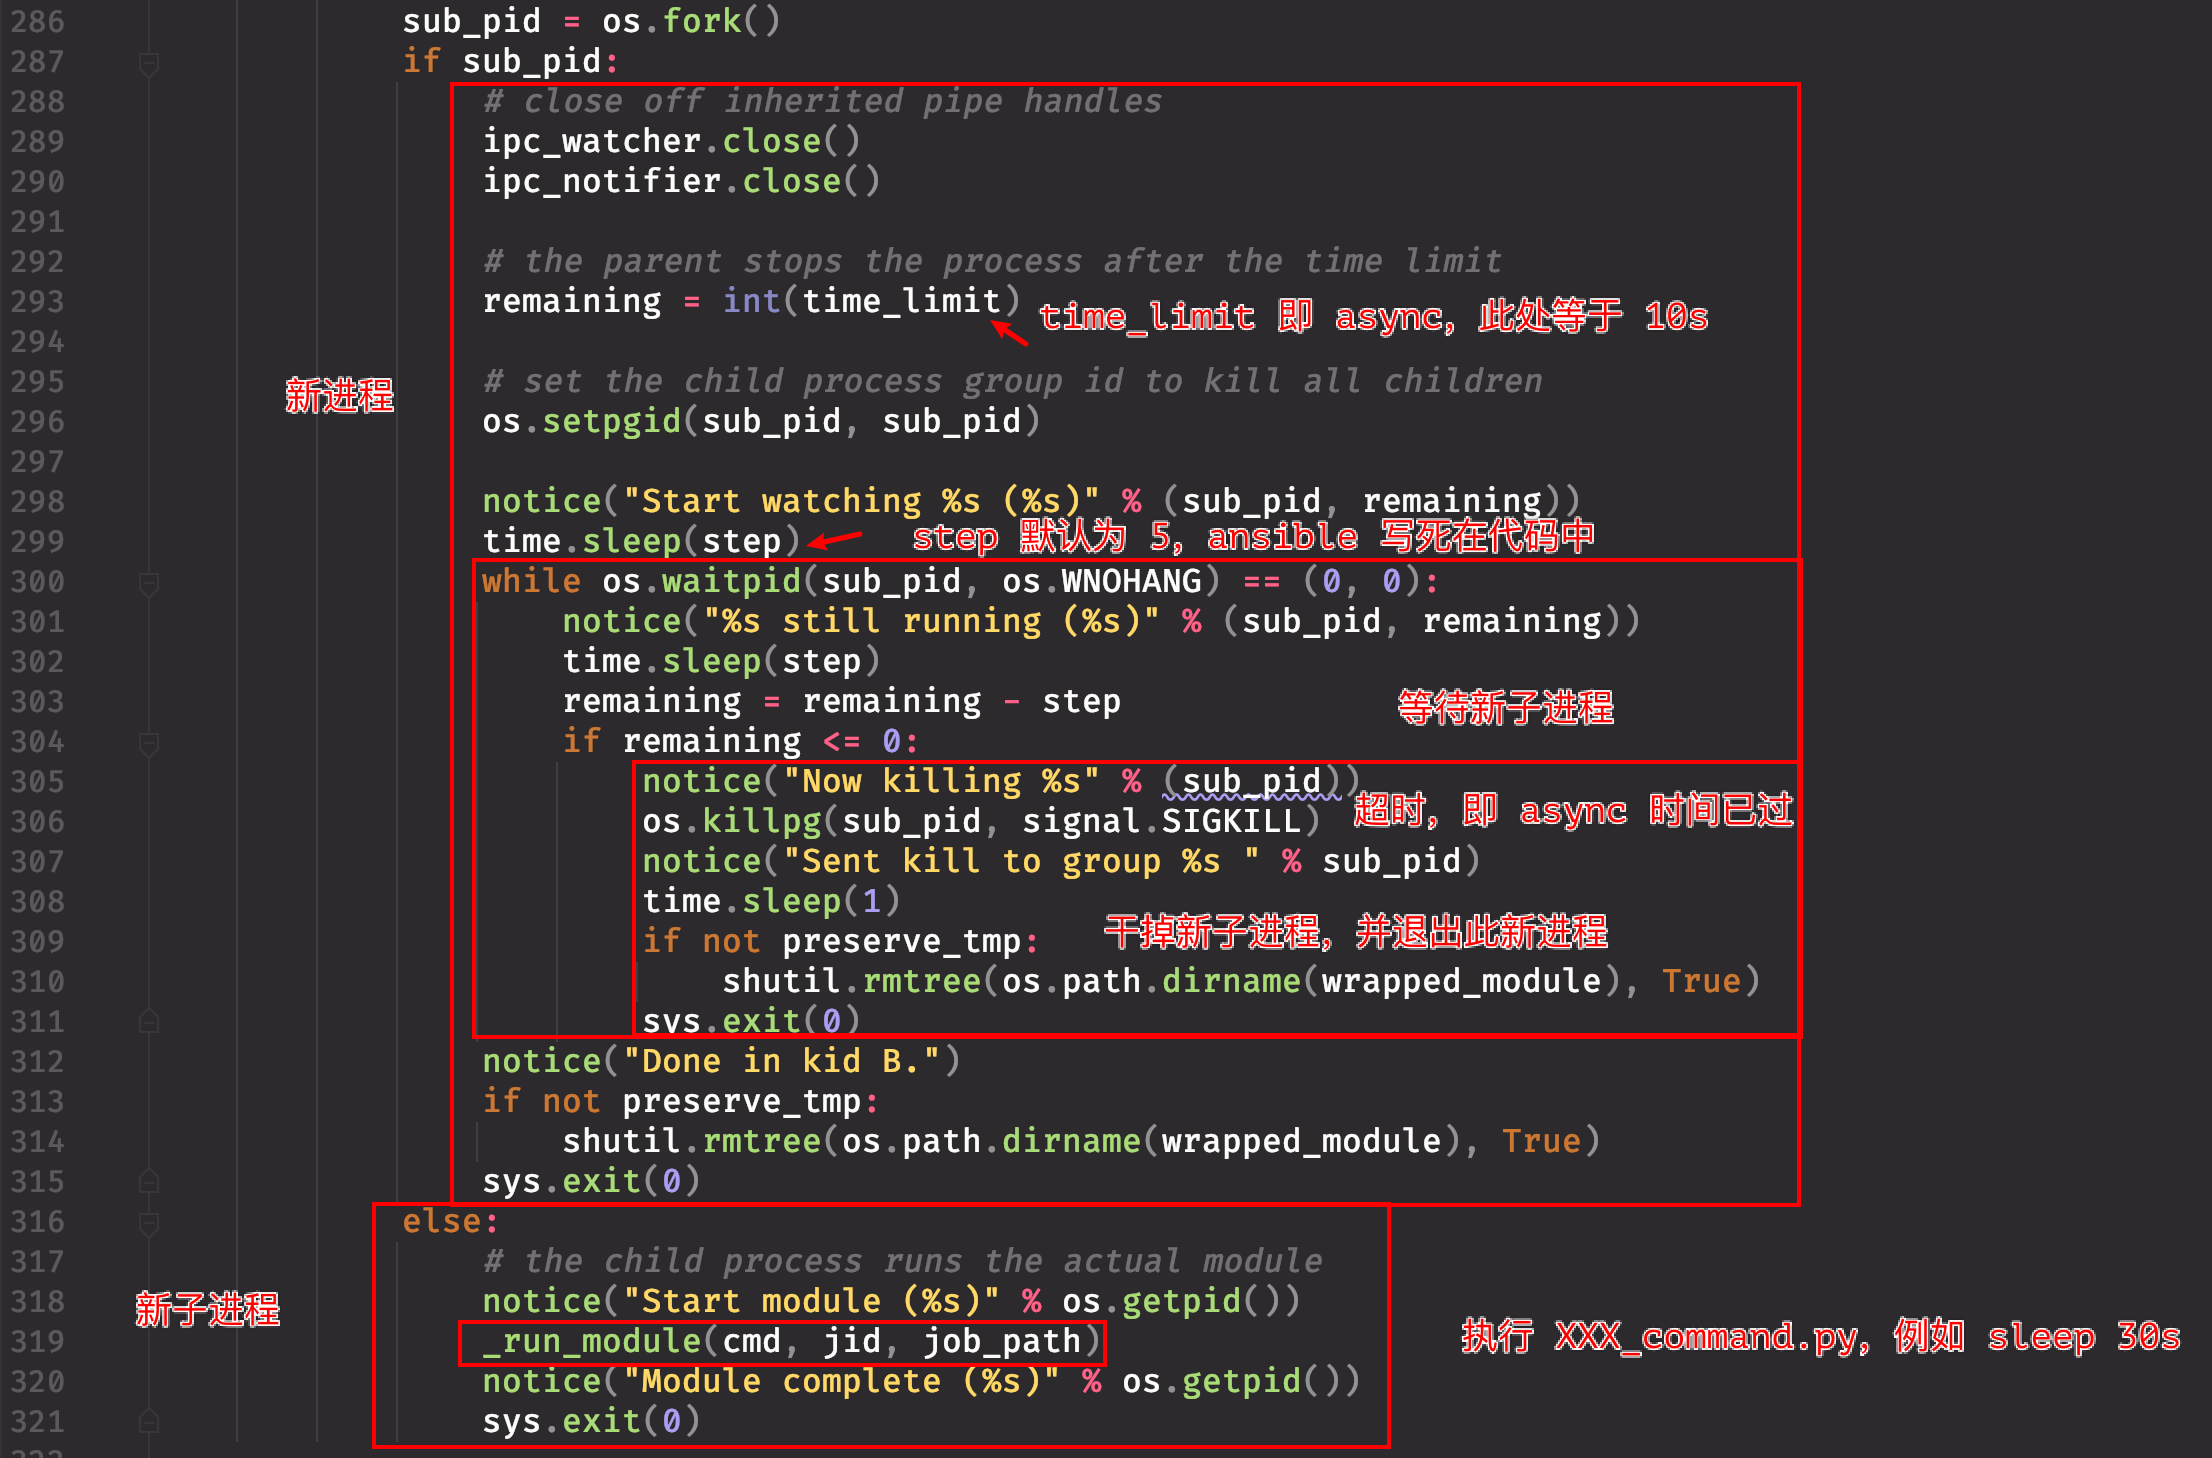 286 sub_pid = os.fork()
287 if sub_pid:
288 # close off inherited pipe handles
289 ipc_watcher.close()
290 ipc_notifier.close()
291
292 # the parent stops the process after the time limit
293 remaining = int(time_limit)
time_limit 即 async, 此处等于 10s
294
295 # set the child process group id to kill all children
新进程
296 os.setpgid(sub_pid, sub_pid)
297
298 notice("Start watching %s (%s)" % (sub_pid, remaining))
299 time.sleep(step)
step 默认为 5, ansible 写死在代码中
300 while os.waitpid(sub_pid, os.WNOHANG) == (0, 0):
301 notice("%s still running (%s)" % (sub_pid, remaining))
302 time.sleep(step)
303 remaining = remaining - step
等待新子进程
304 if remaining <= 0:
305 notice("Now killing %s" % (sub_pid))
超时, 即 async 时间已过
306 os.killpg(sub_pid, signal.SIGKILL)
307 notice("Sent kill to group %s " % sub_pid)
308 time.sleep(1)
309 if not preserve_tmp:
干掉新子进程, 并退出此新进程
310 shutil.rmtree(os.path.dirname(wrapped_module), True)
311 sys.exit(0)
312 notice("Done in kid B.")
313 if not preserve_tmp:
314 shutil.rmtree(os.path.dirname(wrapped_module), True)
315 sys.exit(0)
316 else:
317 # the child process runs the actual module
318 notice("Start module (%s)" % os.getpid())
新子进程
319 _run_module(cmd, jid, job_path)
执行 XXX_command.py, 例如 sleep 30s
320 notice("Module complete (%s)" % os.getpid())
321 sys.exit(0)